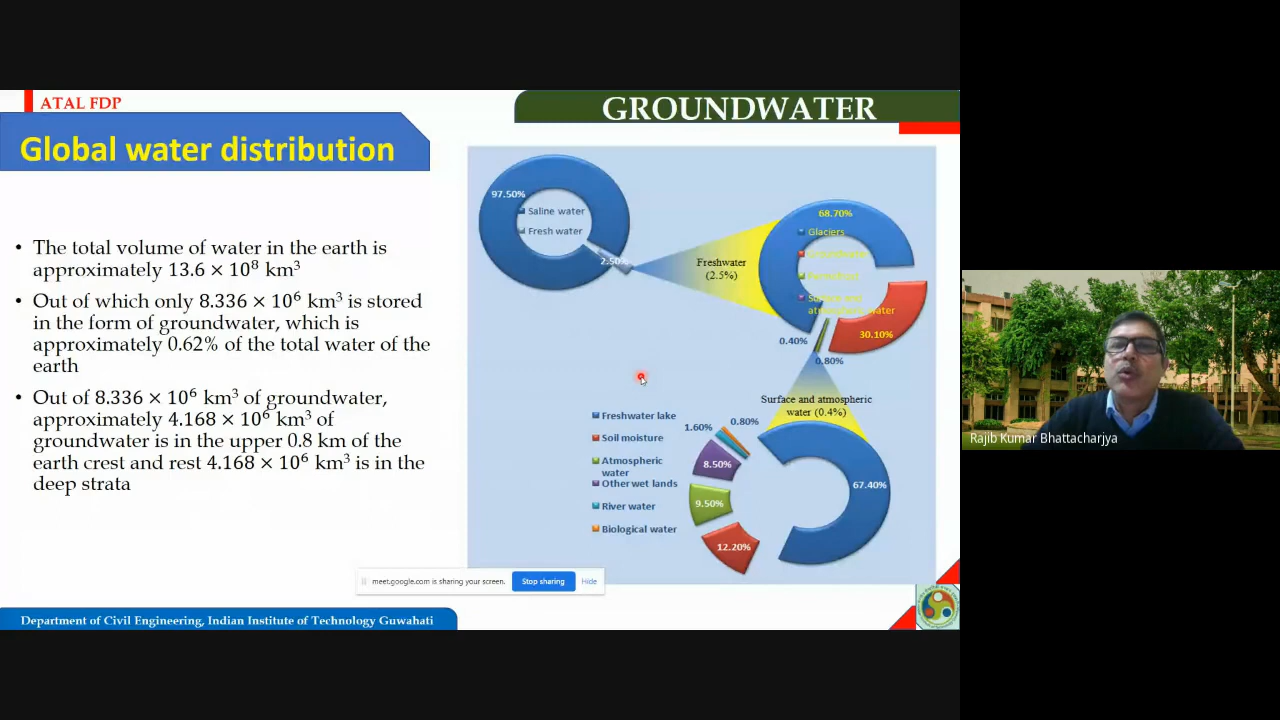 ATAL FDP
GROUNDWATER
Global water distribution
• The total volume of water in the earth is
approximately 13.6 × 10⁸ km³
• Out of which only 8.336 × 10⁶ km³ is stored
in the form of groundwater, which is
approximately 0.62% of the total water of the
earth
• Out of 8.336 × 10⁶ km³ of groundwater,
approximately 4.168 × 10⁶ km³ of
groundwater is in the upper 0.8 km of the
earth crest and rest 4.168 × 10⁶ km³ is in the
deep strata
97.50%
Saline water
Fresh water
2.50%
Freshwater
(2.5%)
68.70%
Glaciers
Surface and
atmospheric water
30.10%
0.40%
0.80%
Surface and atmospheric
water (0.4%)
Freshwater lake
Soil moisture
Atmospheric
water
Other wet lands
River water
Biological water
0.80%
1.60%
8.50%
9.50%
12.20%
67.40%
meet.google.com is sharing your screen.
Stop sharing
Hide
Department of Civil Engineering, Indian Institute of Technology Guwahati
Rajib Kumar Bhattacharjya